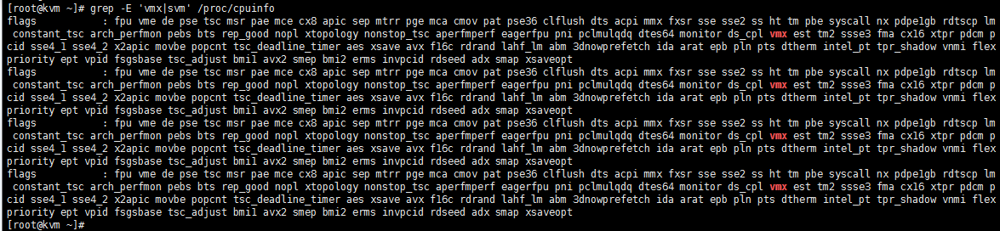 [root@kvm ~]# grep -E 'vmx|svm' /proc/cpuinfo
flags           : fpu vme de pse tsc msr pae mce cx8 apic sep mtrr pge mca cmov pat pse36 clflush dts acpi mmx fxsr sse sse2 ss ht tm pbe syscall nx pdpe1gb rdtscp lm
 constant_tsc arch_perfmon pebs bts rep_good nopl xtopology nonstop_tsc aperfmperf eagerfpu pni pclmulqdq dtes64 monitor ds_cpl vmx est tm2 ssse3 fma cx16 xtpr pdcm p
cid sse4_1 sse4_2 x2apic movbe popcnt tsc_deadline_timer aes xsave avx f16c rdrand lahf_lm abm 3dnowprefetch ida arat epb pln pts dtherm intel_pt tpr_shadow vnmi flex
priority ept vpid fsgsbase tsc_adjust bmi1 avx2 smep bmi2 erms invpcid rdseed adx smap xsaveopt
flags           : fpu vme de pse tsc msr pae mce cx8 apic sep mtrr pge mca cmov pat pse36 clflush dts acpi mmx fxsr sse sse2 ss ht tm pbe syscall nx pdpe1gb rdtscp lm
 constant_tsc arch_perfmon pebs bts rep_good nopl xtopology nonstop_tsc aperfmperf eagerfpu pni pclmulqdq dtes64 monitor ds_cpl vmx est tm2 ssse3 fma cx16 xtpr pdcm p
cid sse4_1 sse4_2 x2apic movbe popcnt tsc_deadline_timer aes xsave avx f16c rdrand lahf_lm abm 3dnowprefetch ida arat epb pln pts dtherm intel_pt tpr_shadow vnmi flex
priority ept vpid fsgsbase tsc_adjust bmi1 avx2 smep bmi2 erms invpcid rdseed adx smap xsaveopt
flags           : fpu vme de pse tsc msr pae mce cx8 apic sep mtrr pge mca cmov pat pse36 clflush dts acpi mmx fxsr sse sse2 ss ht tm pbe syscall nx pdpe1gb rdtscp lm
 constant_tsc arch_perfmon pebs bts rep_good nopl xtopology nonstop_tsc aperfmperf eagerfpu pni pclmulqdq dtes64 monitor ds_cpl vmx est tm2 ssse3 fma cx16 xtpr pdcm p
cid sse4_1 sse4_2 x2apic movbe popcnt tsc_deadline_timer aes xsave avx f16c rdrand lahf_lm abm 3dnowprefetch ida arat epb pln pts dtherm intel_pt tpr_shadow vnmi flex
priority ept vpid fsgsbase tsc_adjust bmi1 avx2 smep bmi2 erms invpcid rdseed adx smap xsaveopt
flags           : fpu vme de pse tsc msr pae mce cx8 apic sep mtrr pge mca cmov pat pse36 clflush dts acpi mmx fxsr sse sse2 ss ht tm pbe syscall nx pdpe1gb rdtscp lm
 constant_tsc arch_perfmon pebs bts rep_good nopl xtopology nonstop_tsc aperfmperf eagerfpu pni pclmulqdq dtes64 monitor ds_cpl vmx est tm2 ssse3 fma cx16 xtpr pdcm p
cid sse4_1 sse4_2 x2apic movbe popcnt tsc_deadline_timer aes xsave avx f16c rdrand lahf_lm abm 3dnowprefetch ida arat epb pln pts dtherm intel_pt tpr_shadow vnmi flex
priority ept vpid fsgsbase tsc_adjust bmi1 avx2 smep bmi2 erms invpcid rdseed adx smap xsaveopt
[root@kvm ~]#